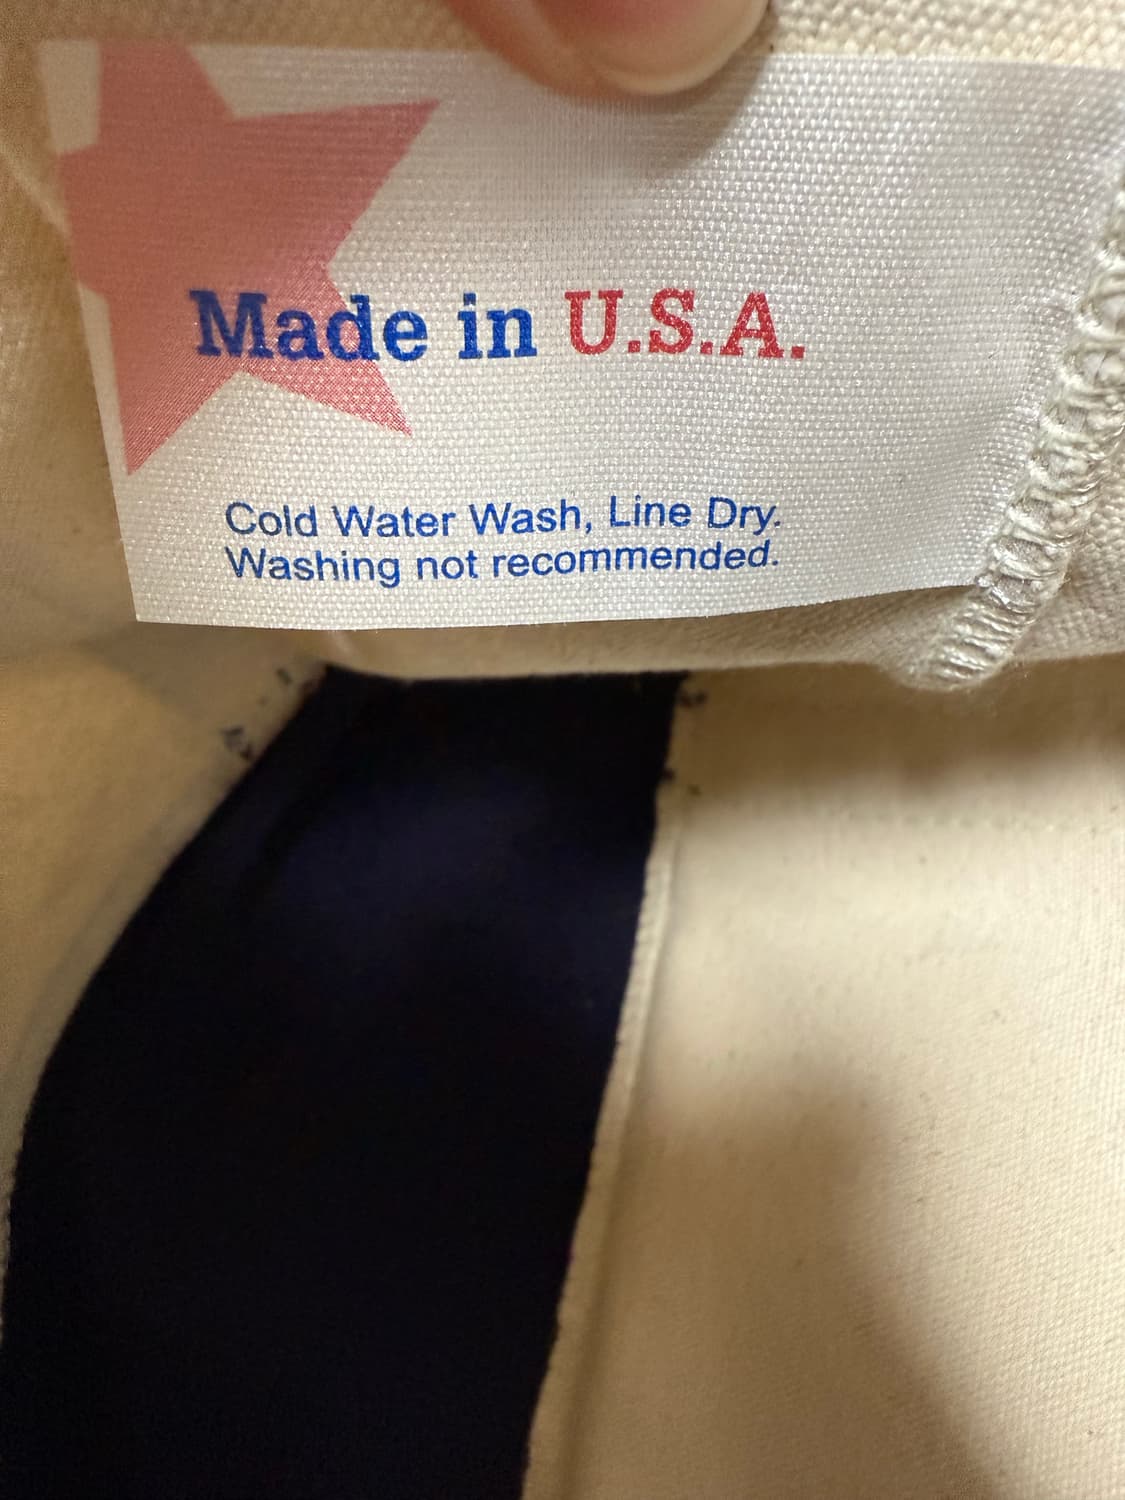 Made in U.S.A.
Cold Water Wash, Line Dry.
Washing not recommended.